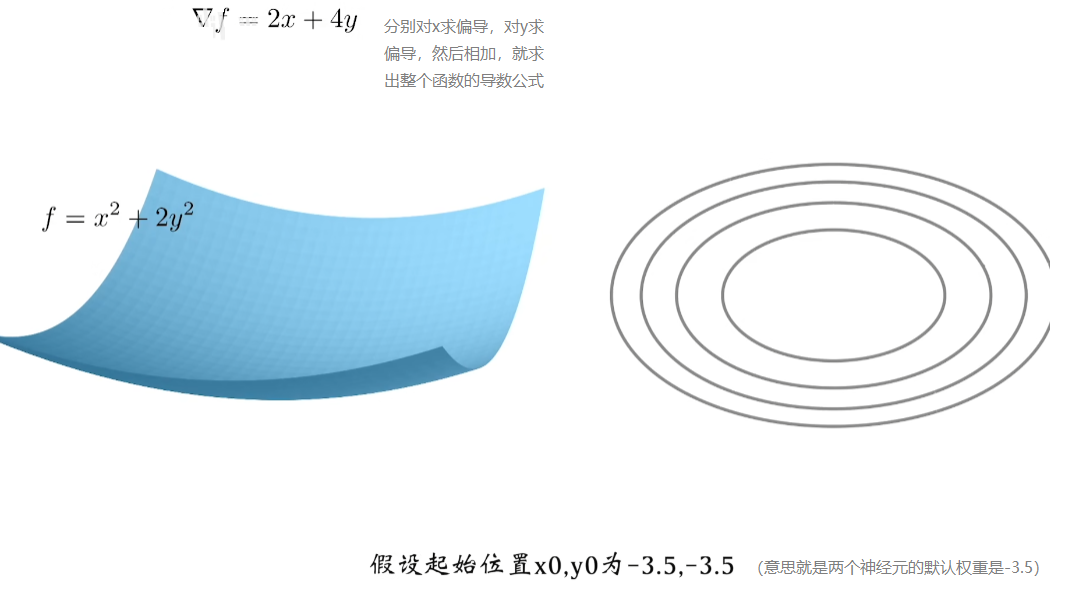 ∇f = 2x + 4y
分别对x求偏导，对y求
偏导，然后相加，就求
出整个函数的导数公式
f = x² + 2y²
假设起始位置x0,y0为-3.5,-3.5
（意思就是两个神经元的默认权重是-3.5）